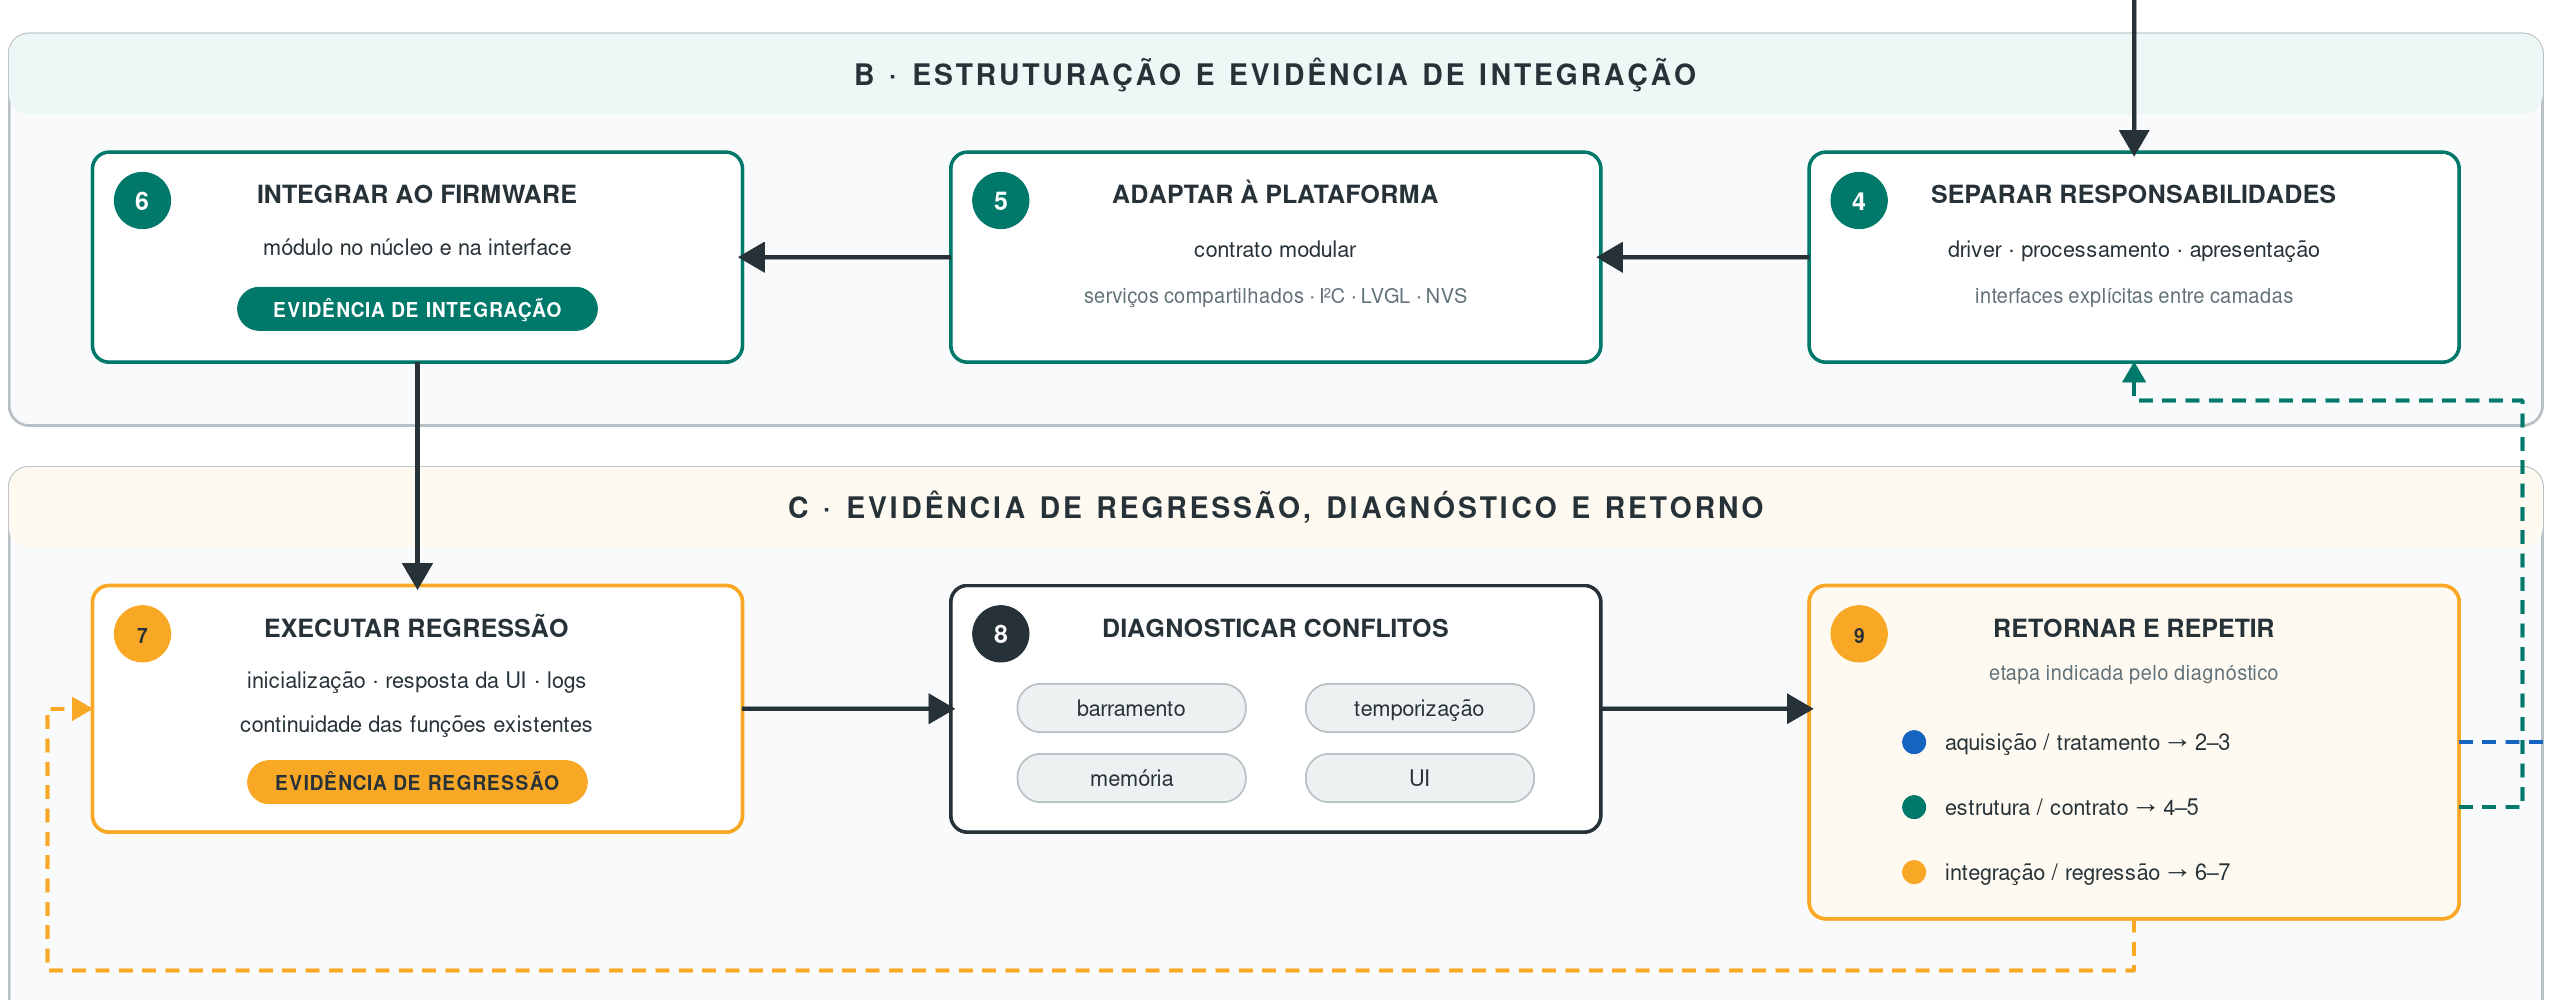 B · ESTRUTURAÇÃO E EVIDÊNCIA DE INTEGRAÇÃO
6
INTEGRAR AO FIRMWARE
módulo no núcleo e na interface
EVIDÊNCIA DE INTEGRAÇÃO
5
ADAPTAR À PLATAFORMA
contrato modular
serviços compartilhados · I²C · LVGL · NVS
4
SEPARAR RESPONSABILIDADES
driver · processamento · apresentação
interfaces explícitas entre camadas
C · EVIDÊNCIA DE REGRESSÃO, DIAGNÓSTICO E RETORNO
7
EXECUTAR REGRESSÃO
inicialização · resposta da UI · logs
continuidade das funções existentes
EVIDÊNCIA DE REGRESSÃO
8
DIAGNOSTICAR CONFLITOS
barramento
temporização
memória
UI
9
RETORNAR E REPETIR
etapa indicada pelo diagnóstico
aquisição / tratamento → 2–3
estrutura / contrato → 4–5
integração / regressão → 6–7